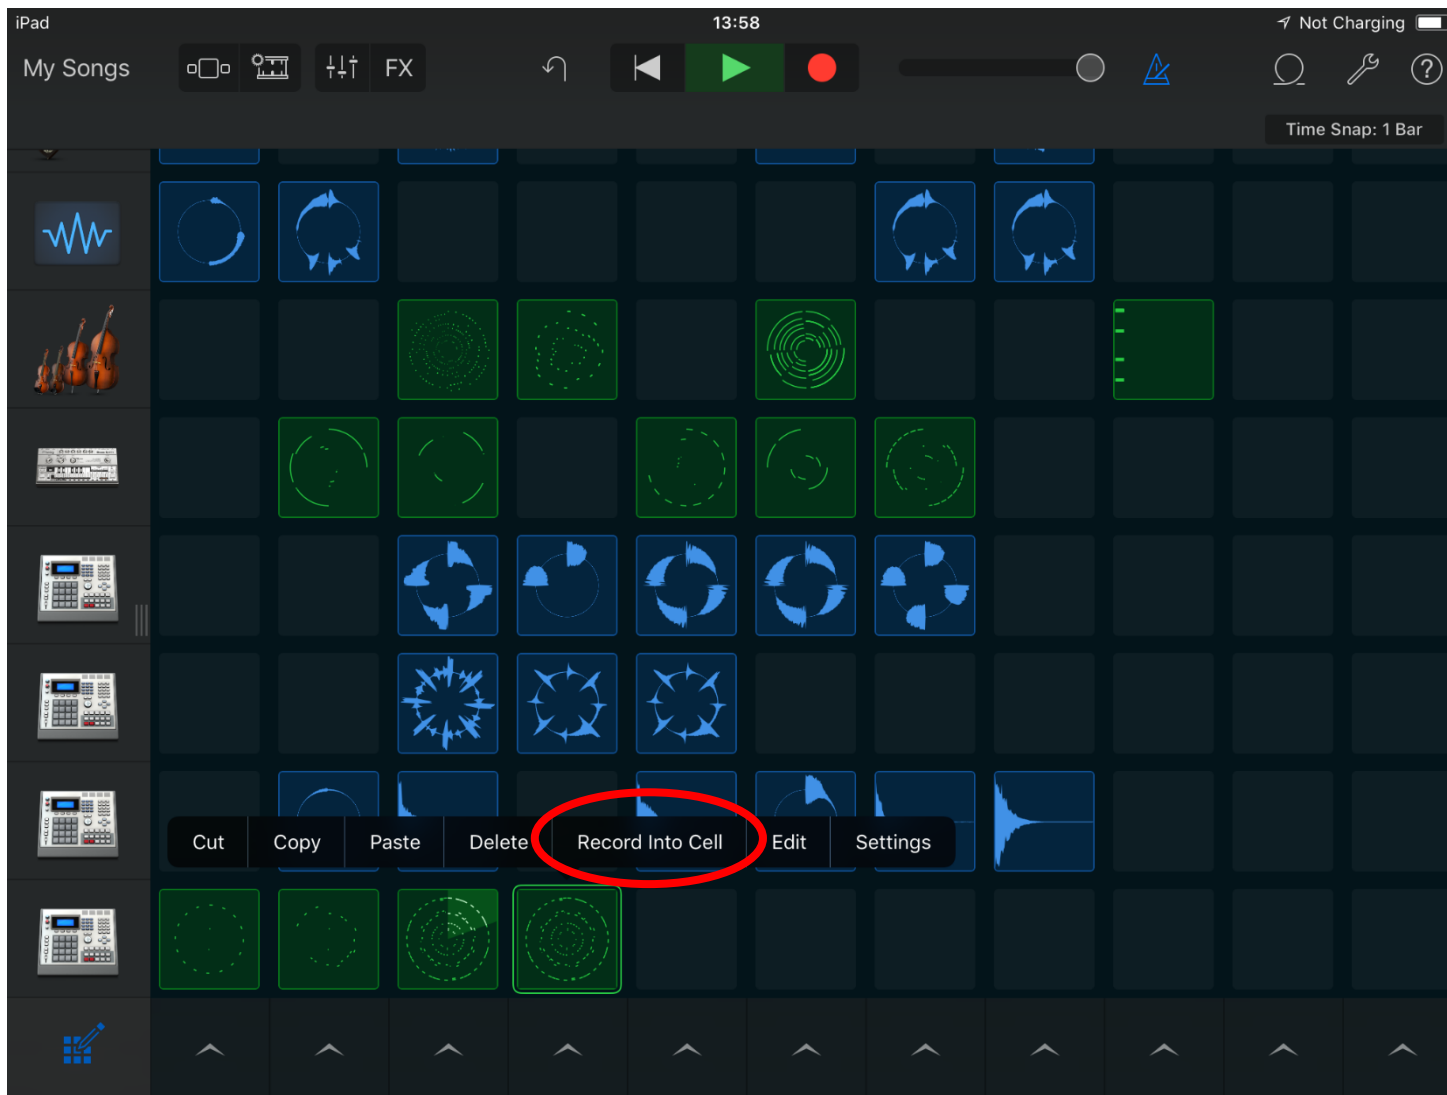 iPad 13:58 Not Charging
My Songs FX ?
Time Snap: 1 Bar
Cut Copy Paste Delete Record Into Cell Edit Settings